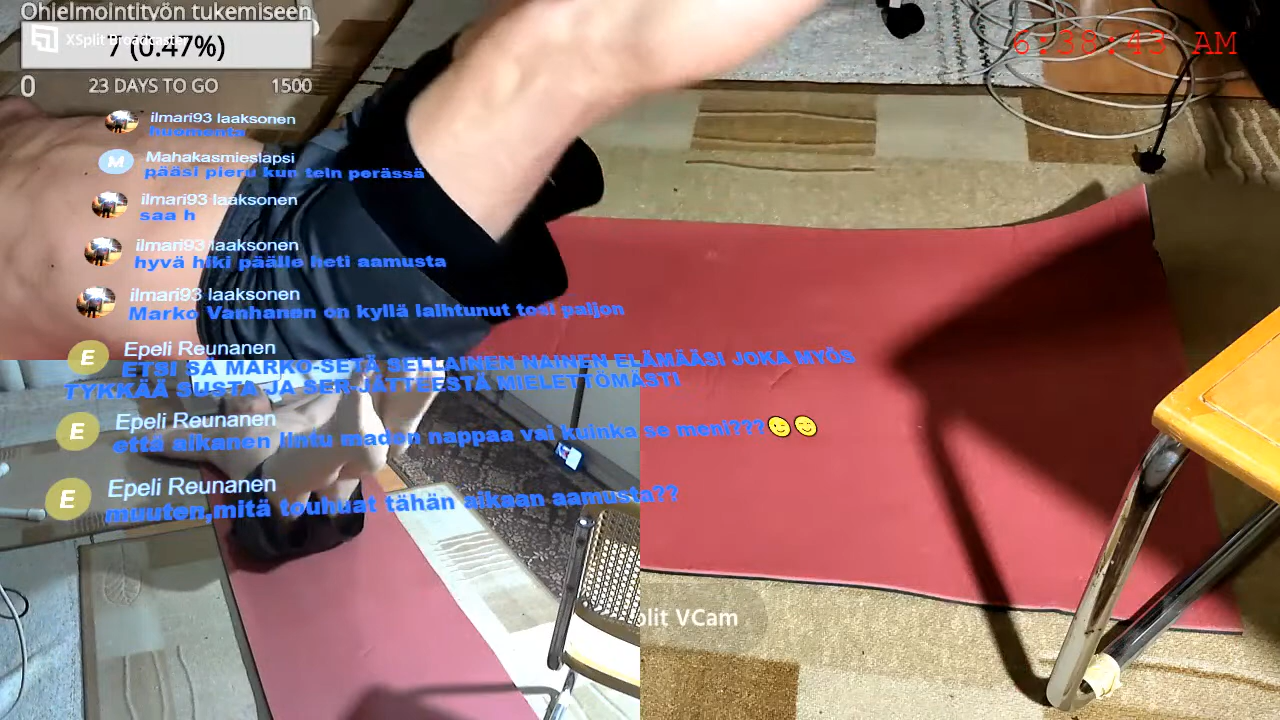 Ohjelmointityön tukemiseen
XSplit Broadcaster
7 (0.47%)
6:38:43 AM
0 23 DAYS TO GO 1500
ilmari93 laaksonen
huomenta
M
Mahakasmieslapsi
pääsi pieru kun tein perässä
ilmari93 laaksonen
saa h
ilmari93 laaksonen
hyvä hiki päälle heti aamusta
ilmari93 laaksonen
Marko Vanhanen on kyllä laihtunut tosi paljon
E
Epeli Reunanen
ETSI SÄ MARKO-SETÄ SELLAINEN NAINEN ELÄMÄÄSI JOKA MYÖS
TYKKÄÄ SUSTA JA SER-JÄTTEESTÄ MIELETTÖMÄSTI
E
Epeli Reunanen
että aikanen lintu madon nappaa vai kuinka se meni???
E
Epeli Reunanen
muuten,mitä touhuat tähän aikaan aamusta??
plit VCam